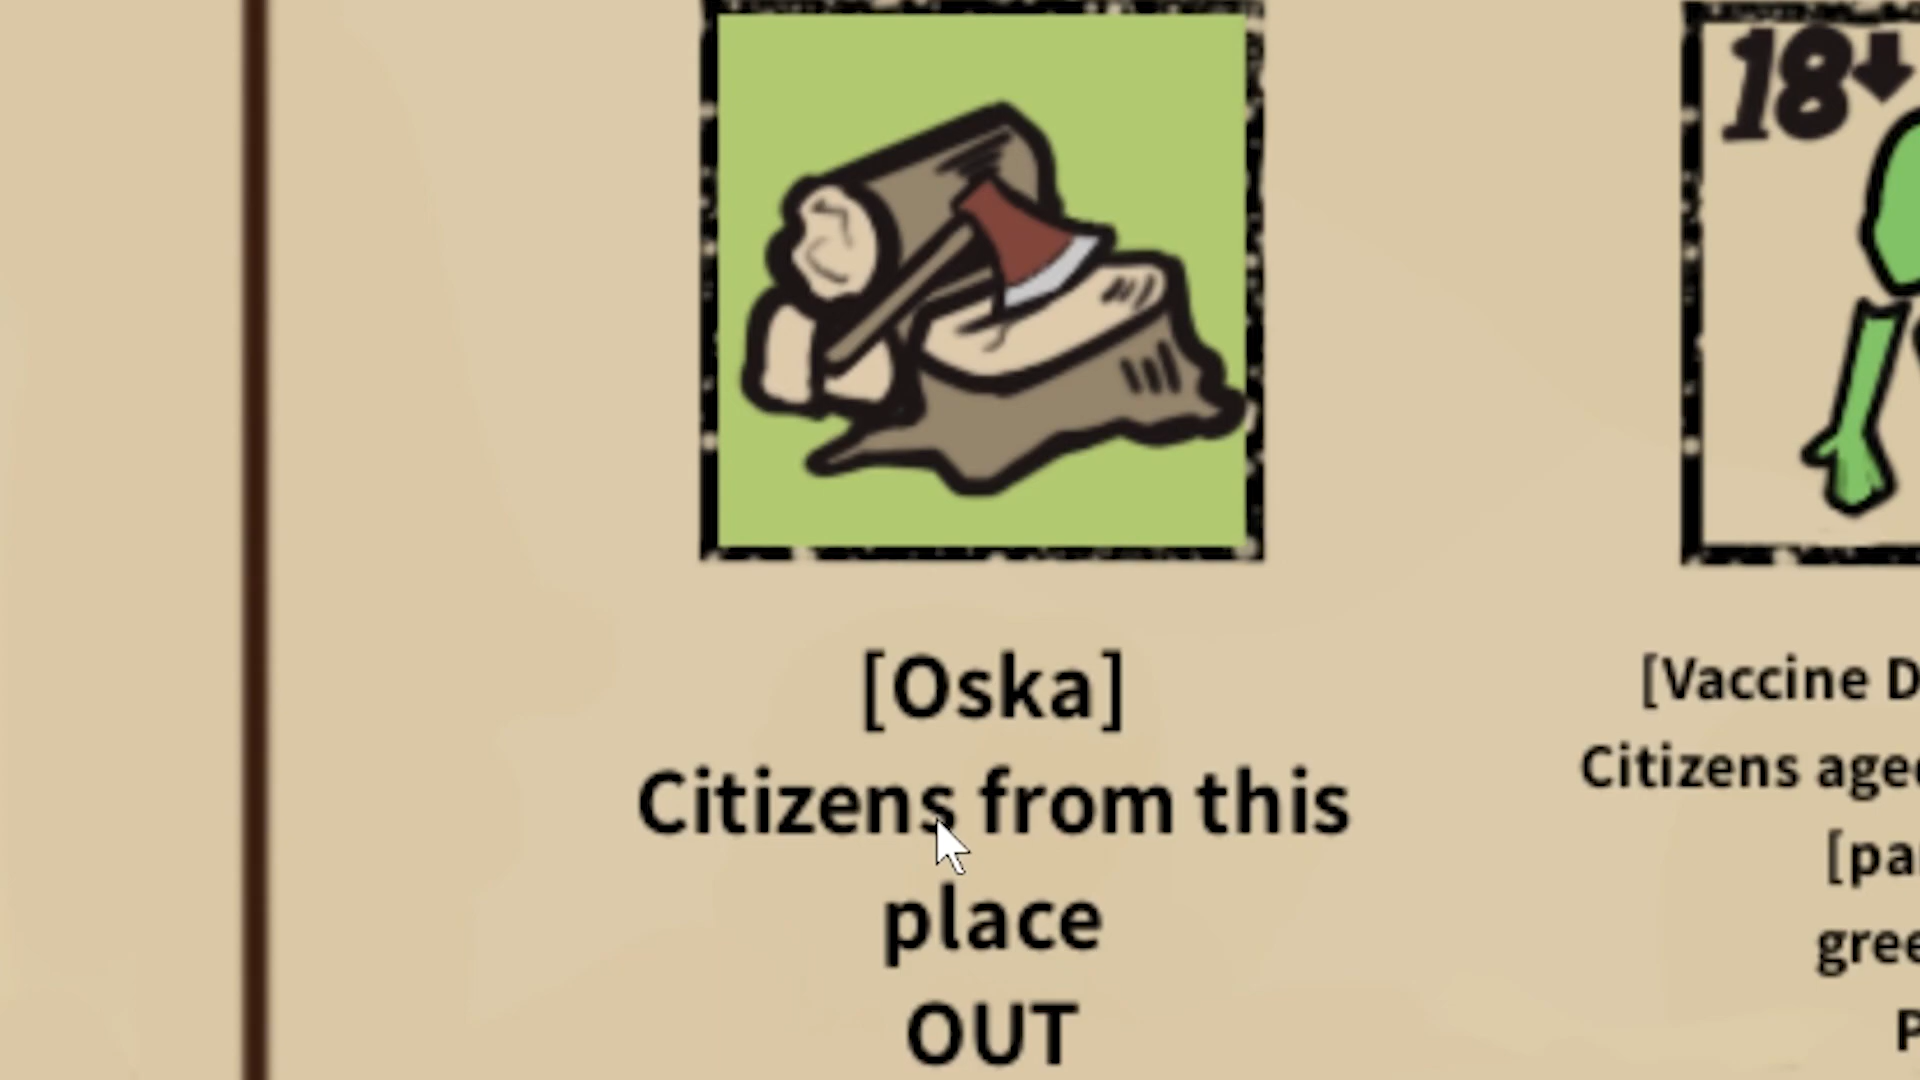 18+
[Oska]
Citizens from this
place
OUT
[Vaccine D
Citizens age
[pa
gree
P